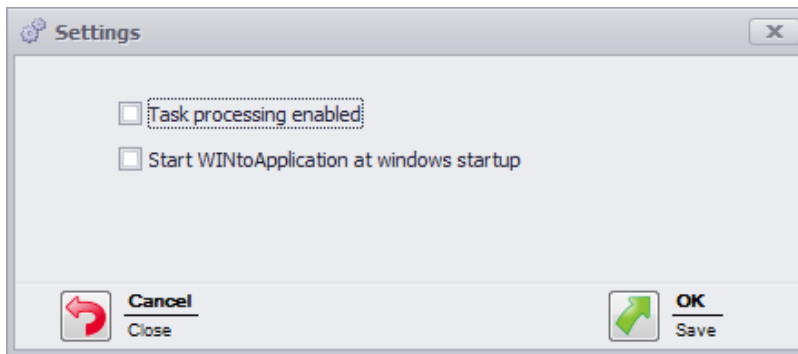 Settings
Task processing enabled
Start WINtoApplication at windows startup
Cancel
Close
OK
Save